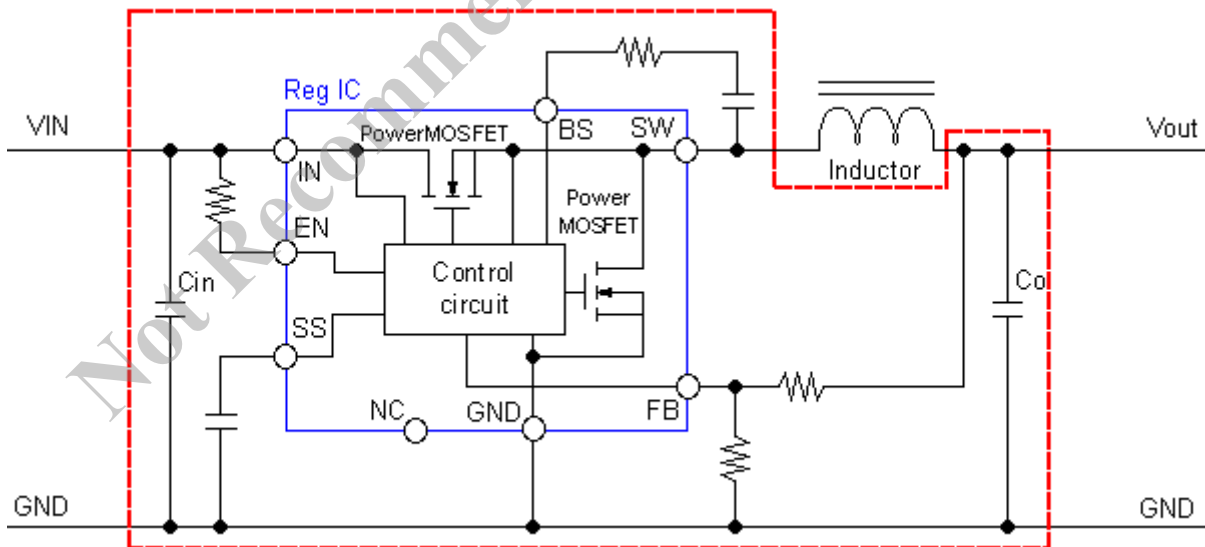 Not Recomme
Reg IC
VIN
PowerMOSFET
BS
SW
Vout
IN
Inductor
Power
MOSFET
EN
Control
circuit
Cin
Co
SS
NC
GND
FB
GND
GND